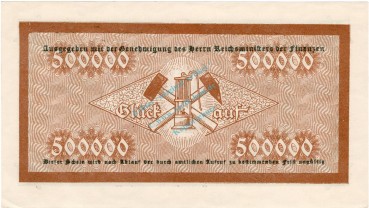 Ausgegeben mit der Genehmigung des Herrn Reichsministers der Finanzen
500000 500000
Glück auf
500000 500000
Dieser Schein wird nach Ablauf der durch amtlichen Aufruf zu bestimmenden Frist ungültig